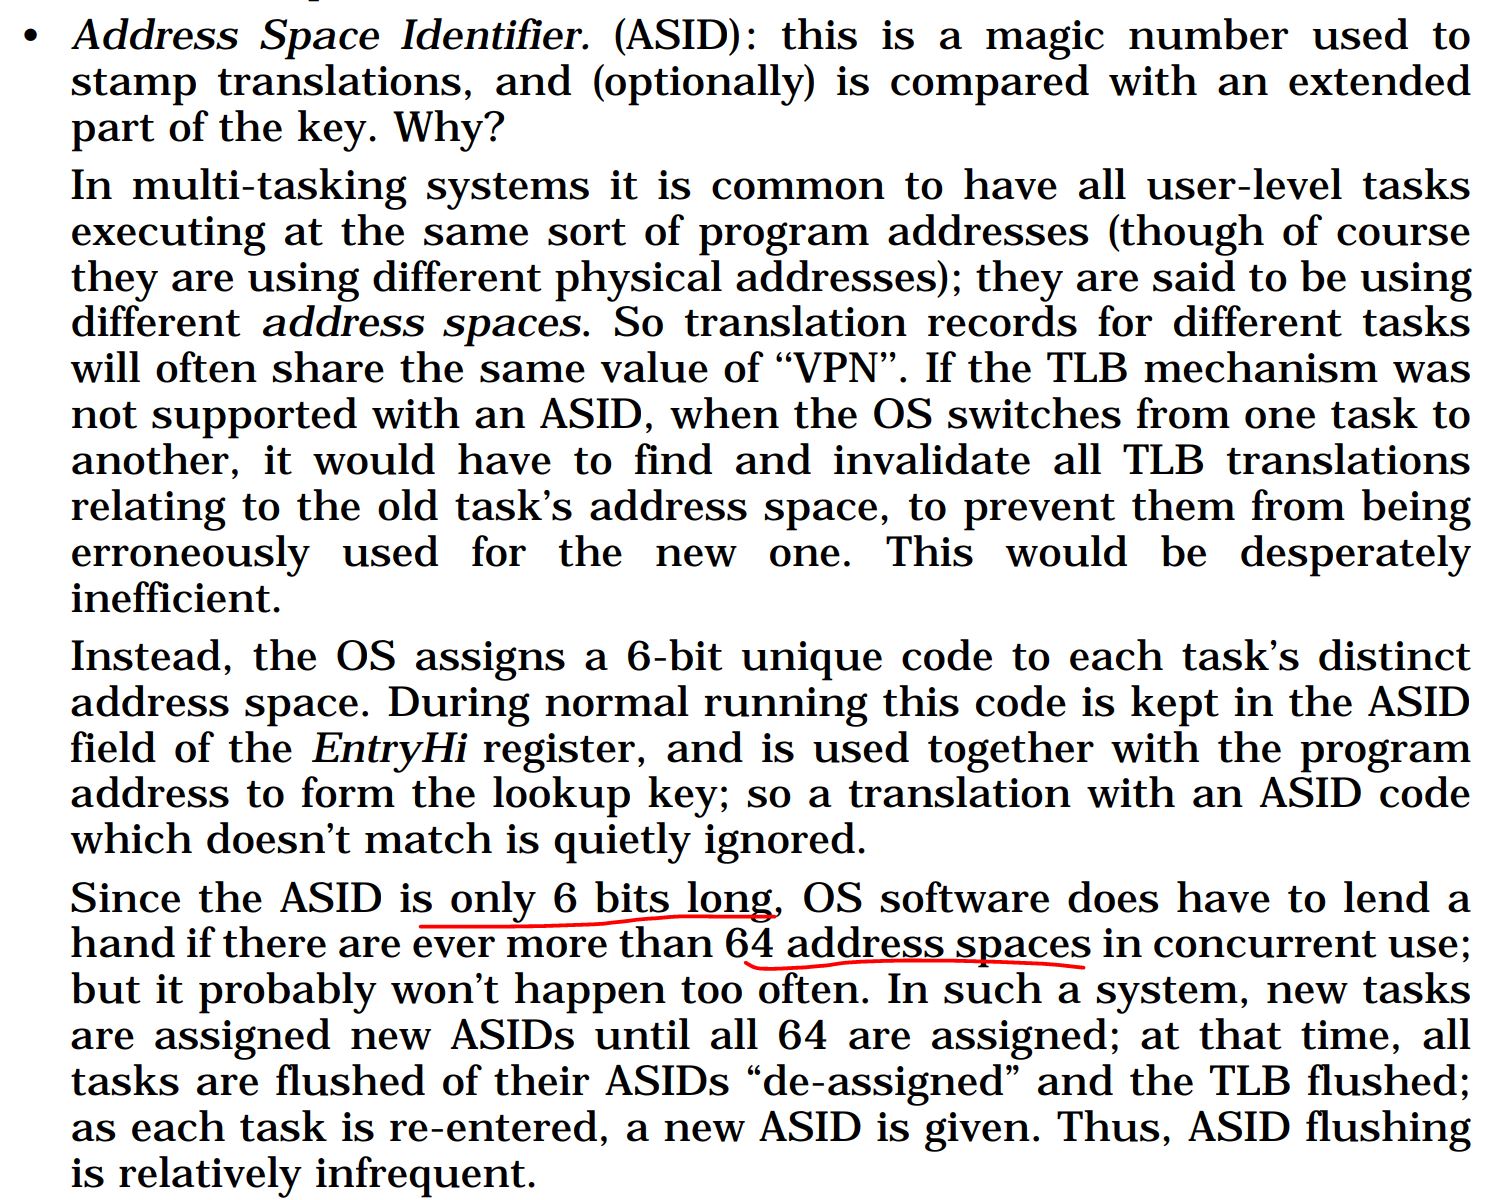 • Address Space Identifier. (ASID): this is a magic number used to
stamp translations, and (optionally) is compared with an extended
part of the key. Why?
In multi-tasking systems it is common to have all user-level tasks
executing at the same sort of program addresses (though of course
they are using different physical addresses); they are said to be using
different address spaces. So translation records for different tasks
will often share the same value of “VPN”. If the TLB mechanism was
not supported with an ASID, when the OS switches from one task to
another, it would have to find and invalidate all TLB translations
relating to the old task’s address space, to prevent them from being
erroneously used for the new one. This would be desperately
inefficient.
Instead, the OS assigns a 6-bit unique code to each task’s distinct
address space. During normal running this code is kept in the ASID
field of the EntryHi register, and is used together with the program
address to form the lookup key; so a translation with an ASID code
which doesn’t match is quietly ignored.
Since the ASID is only 6 bits long, OS software does have to lend a
hand if there are ever more than 64 address spaces in concurrent use;
but it probably won’t happen too often. In such a system, new tasks
are assigned new ASIDs until all 64 are assigned; at that time, all
tasks are flushed of their ASIDs “de-assigned” and the TLB flushed;
as each task is re-entered, a new ASID is given. Thus, ASID flushing
is relatively infrequent.